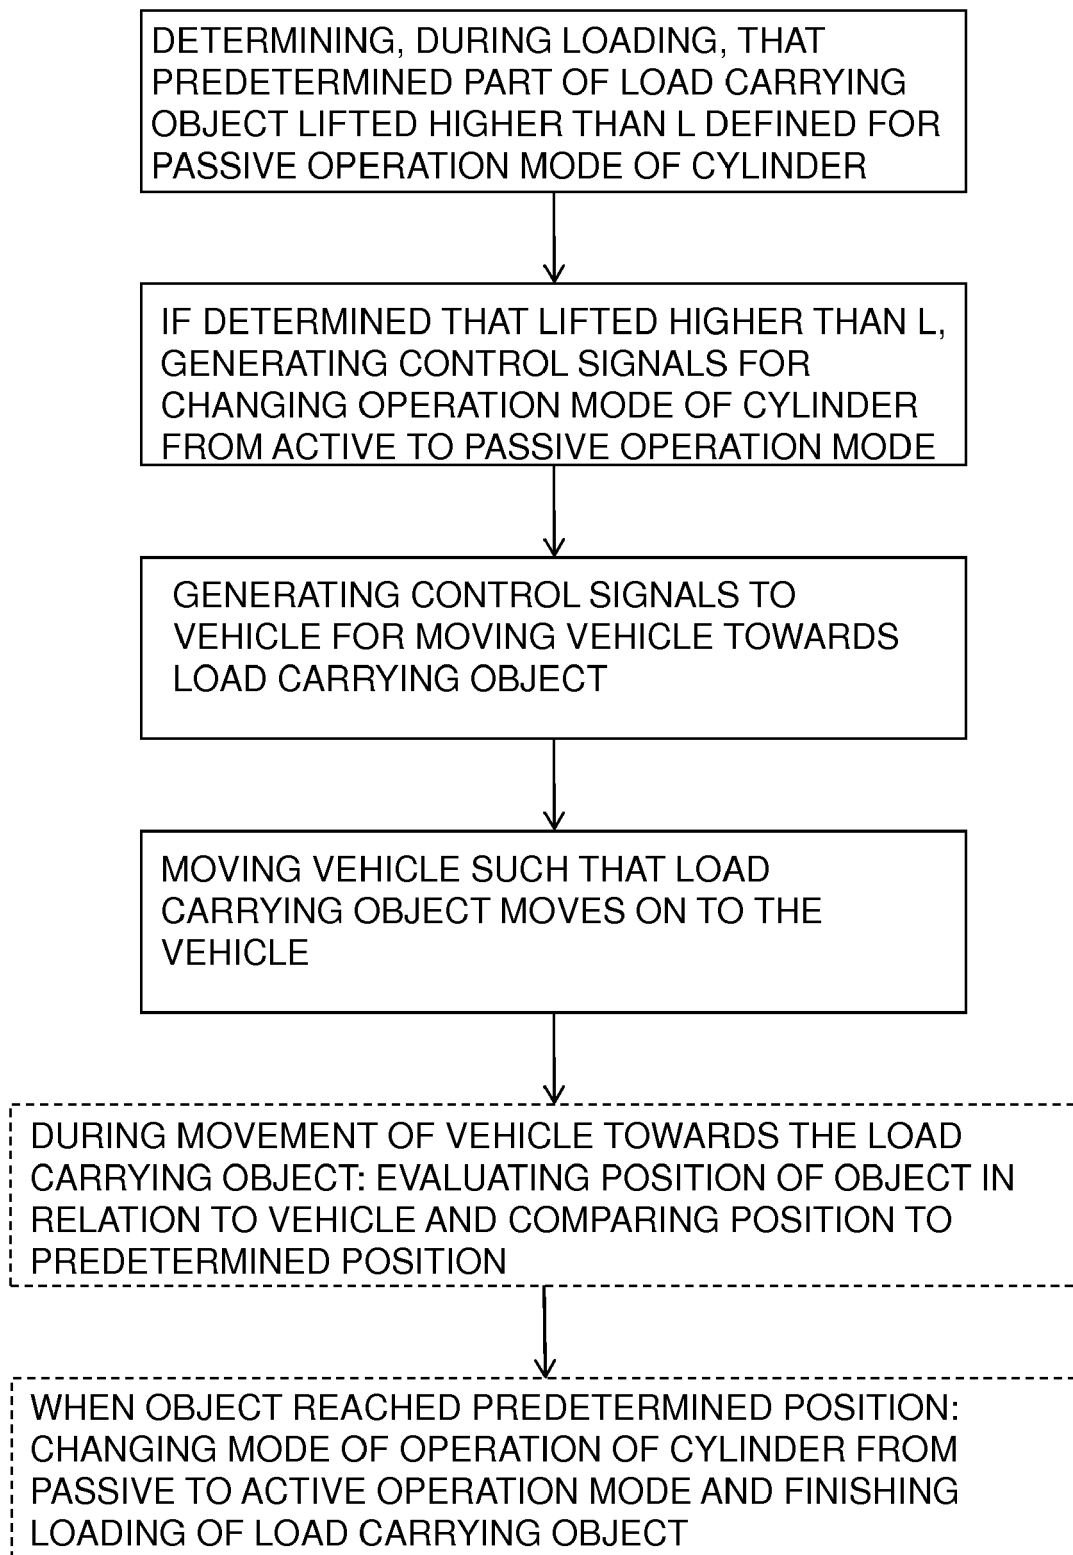 DETERMINING, DURING LOADING, THAT
PREDETERMINED PART OF LOAD CARRYING
OBJECT LIFTED HIGHER THAN L DEFINED FOR
PASSIVE OPERATION MODE OF CYLINDER
IF DETERMINED THAT LIFTED HIGHER THAN L,
GENERATING CONTROL SIGNALS FOR
CHANGING OPERATION MODE OF CYLINDER
FROM ACTIVE TO PASSIVE OPERATION MODE
GENERATING CONTROL SIGNALS TO
VEHICLE FOR MOVING VEHICLE TOWARDS
LOAD CARRYING OBJECT
MOVING VEHICLE SUCH THAT LOAD
CARRYING OBJECT MOVES ON TO THE
VEHICLE
DURING MOVEMENT OF VEHICLE TOWARDS THE LOAD
CARRYING OBJECT: EVALUATING POSITION OF OBJECT IN
RELATION TO VEHICLE AND COMPARING POSITION TO
PREDETERMINED POSITION
WHEN OBJECT REACHED PREDETERMINED POSITION:
CHANGING MODE OF OPERATION OF CYLINDER FROM
PASSIVE TO ACTIVE OPERATION MODE AND FINISHING
LOADING OF LOAD CARRYING OBJECT